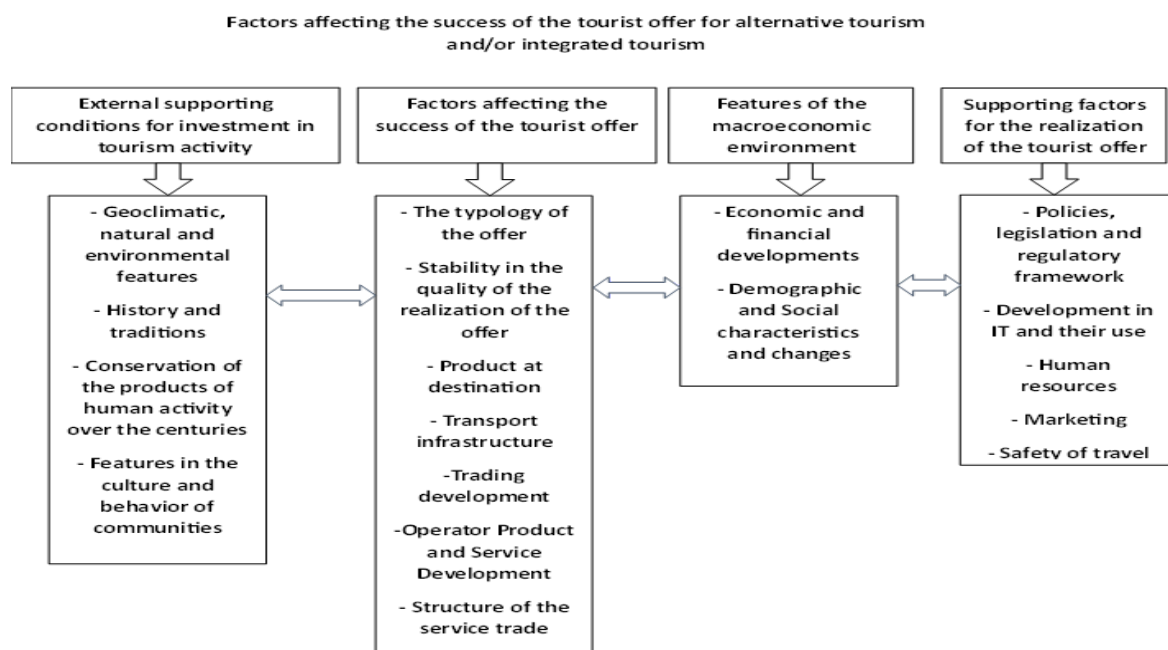 Factors affecting the success of the tourist offer for alternative tourism
and/or integrated tourism
External supporting
conditions for investment in
tourism activity
Factors affecting the
success of the tourist offer
Features of the
macroeconomic
environment
Supporting factors
for the realization
of the tourist offer
- Geoclimatic,
natural and
environmental
features
- History and
traditions
- Conservation of
the products of
human activity
over the centuries
- Features in the
culture and
behavior of
communities
- The typology of
the offer
- Stability in the
quality of the
realization of the
offer
- Product at
destination
- Transport
infrastructure
-Trading
development
-Operator Product
and Service
Development
- Structure of the
service trade
- Economic and
financial
developments
- Demographic
and Social
characteristics
and changes
- Policies,
legislation and
regulatory
framework
- Development in
IT and their use
- Human
resources
- Marketing
- Safety of travel